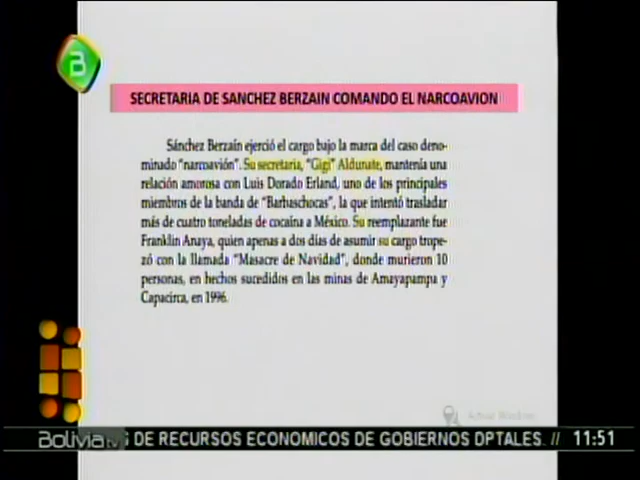 B
SECRETARIA DE SANCHEZ BERZAIN COMANDO EL NARCOAVION
Sánchez Berzaín ejerció el cargo bajo la marca del caso deno-
minado “narcoavión”. Su secretaria, “Gigi” Aldunate, mantenía una
relación amorosa con Luis Dorado Erland, uno de los principales
miembros de la banda de “Barbaschocas”, la que intentó trasladar
más de cuatro toneladas de cocaína a México. Su reemplazante fue
Franklin Anaya, quien apenas a dos días de asumir su cargo trope-
zó con la llamada “Masacre de Navidad”, donde murieron 10
personas, en hechos sucedidos en las minas de Amayapampa y
Capacirca, en 1996.
Activar Windows
Bolivia tv DE RECURSOS ECONOMICOS DE GOBIERNOS DPTALES. // 11:51